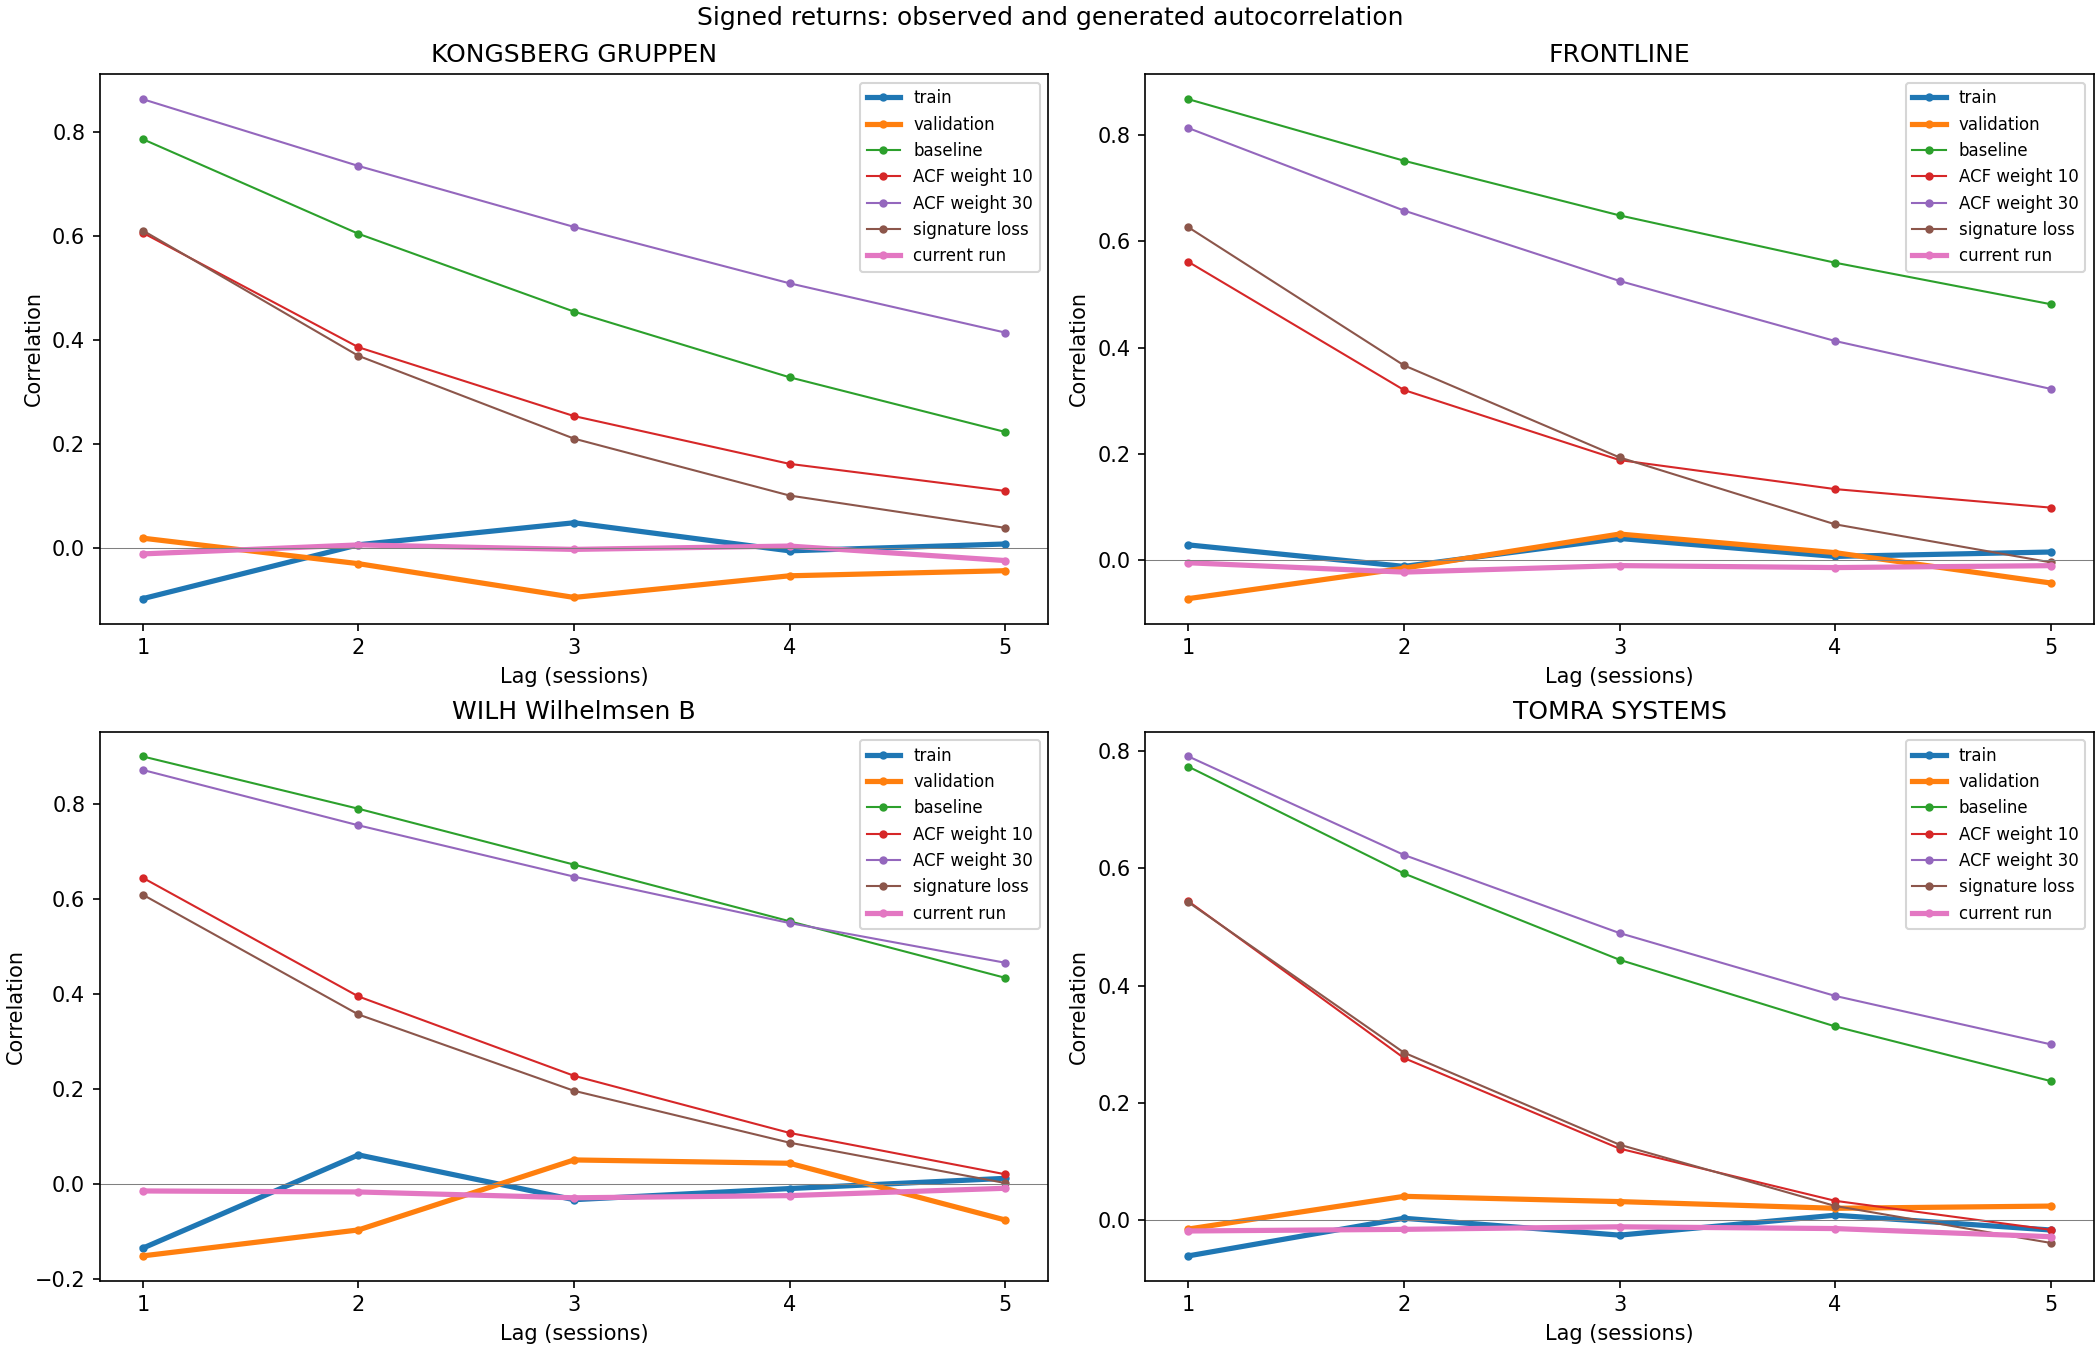 Signed returns: observed and generated autocorrelation
KONGSBERG GRUPPEN
Correlation
0.8
0.6
0.4
0.2
0.0
train
validation
baseline
ACF weight 10
ACF weight 30
signature loss
current run
1 2 3 4 5
Lag (sessions)
FRONTLINE
Correlation
0.8
0.6
0.4
0.2
0.0
train
validation
baseline
ACF weight 10
ACF weight 30
signature loss
current run
1 2 3 4 5
Lag (sessions)
WILH Wilhelmsen B
Correlation
0.8
0.6
0.4
0.2
0.0
−0.2
train
validation
baseline
ACF weight 10
ACF weight 30
signature loss
current run
1 2 3 4 5
Lag (sessions)
TOMRA SYSTEMS
Correlation
0.8
0.6
0.4
0.2
0.0
train
validation
baseline
ACF weight 10
ACF weight 30
signature loss
current run
1 2 3 4 5
Lag (sessions)